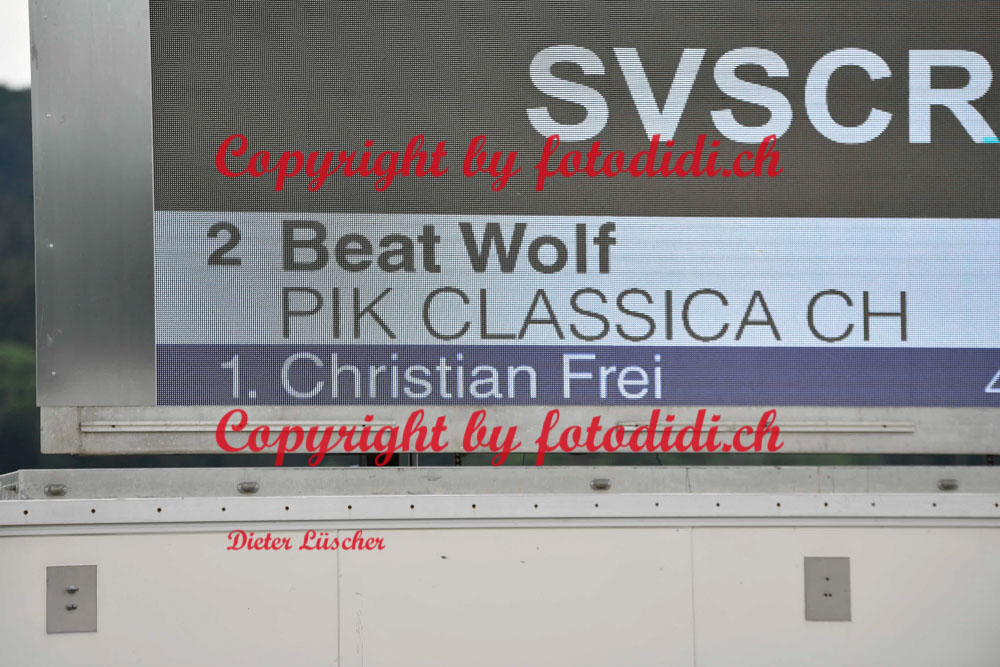 SVSCR
Copyright by fotodidi.ch
2 Beat Wolf
PIK CLASSICA CH
1. Christian Frei
Copyright by fotodidi.ch
Dieter Lüscher